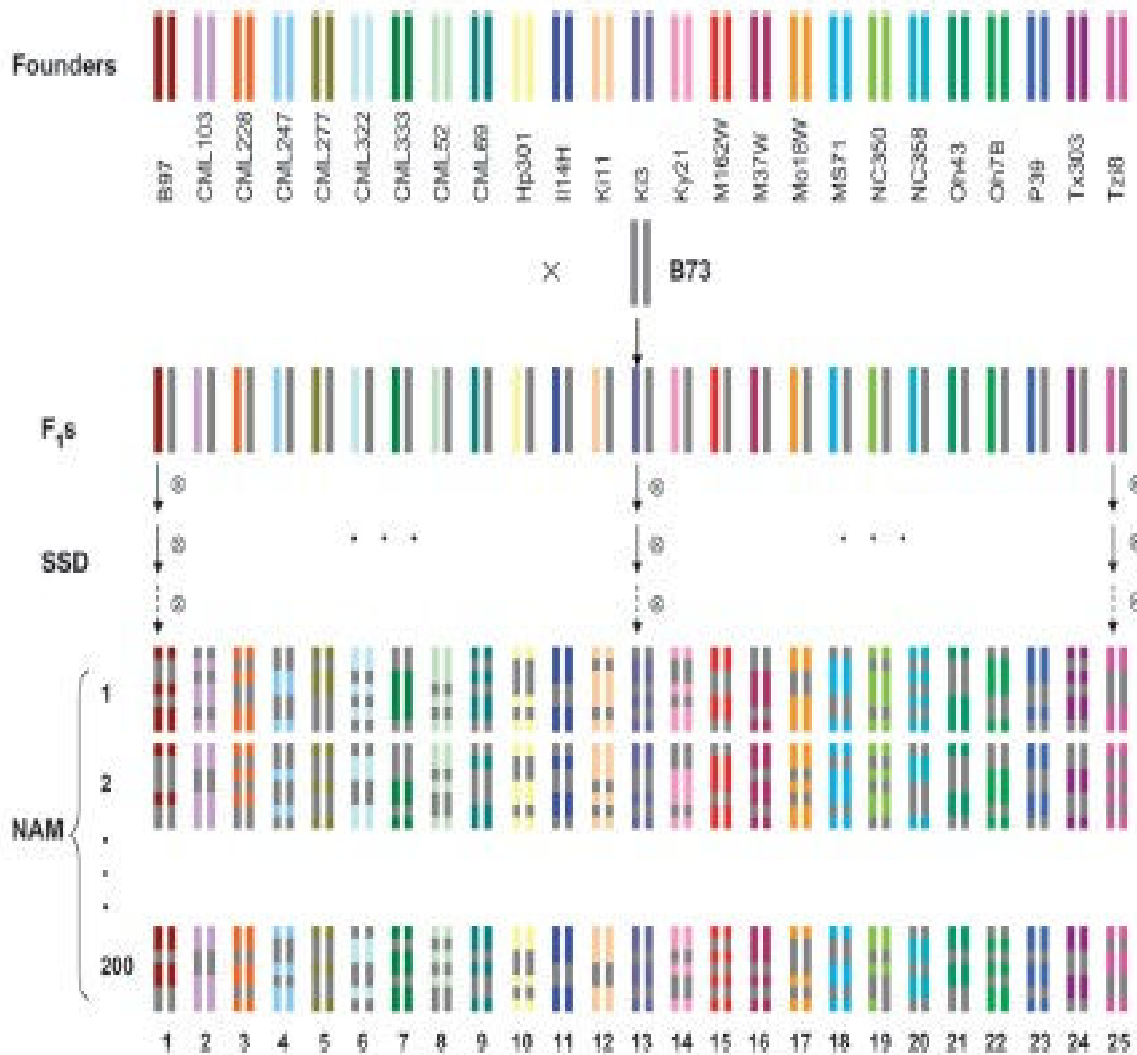 Founders
B97 CML103 CML228 CML247 CML277 CML322 CML333 CML52 CML69 Hp301 Il14H Ki11 Ki3 Ky21 M162W M37W Mo18W MS71 NC350 NC358 Oh43 Oh7B P39 Tx303 Tzi8
× B73
F₁s
⊗ ⊗ ⊗
. . . . . .
⊗ ⊗ ⊗
SSD
⊗ ⊗ ⊗
1
2
NAM
.
.
.
200
1 2 3 4 5 6 7 8 9 10 11 12 13 14 15 16 17 18 19 20 21 22 23 24 25